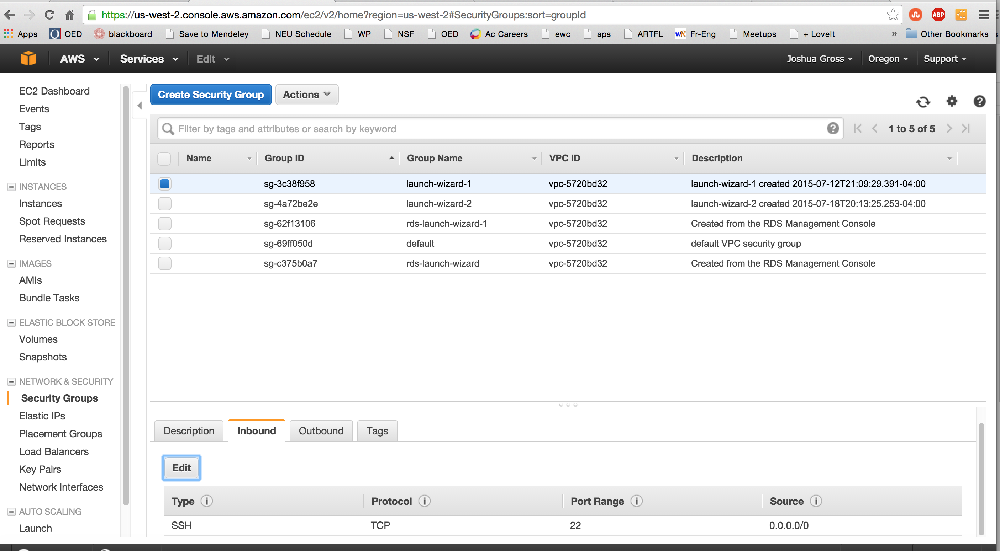 https://us-west-2.console.aws.amazon.com/ec2/v2/home?region=us-west-2#SecurityGroups:sort=groupId
ABP
Apps OED blackboard Save to Mendeley NEU Schedule WP NSF OED Ac Careers ewc aps ARTFL WR Fr-Eng Meetups + LoveIt » Other Bookmarks
AWS Services Edit Joshua Gross Oregon Support
EC2 Dashboard
Events
Tags
Reports
Limits
INSTANCES
Instances
Spot Requests
Reserved Instances
IMAGES
AMIs
Bundle Tasks
ELASTIC BLOCK STORE
Volumes
Snapshots
NETWORK & SECURITY
Security Groups
Elastic IPs
Placement Groups
Load Balancers
Key Pairs
Network Interfaces
AUTO SCALING
Launch
Create Security Group Actions
Filter by tags and attributes or search by keyword 1 to 5 of 5
Name Group ID Group Name VPC ID Description
sg-3c38f958 launch-wizard-1 vpc-5720bd32 launch-wizard-1 created 2015-07-12T21:09:29.391-04:00
sg-4a72be2e launch-wizard-2 vpc-5720bd32 launch-wizard-2 created 2015-07-18T20:13:25.253-04:00
sg-62f13106 rds-launch-wizard-1 vpc-5720bd32 Created from the RDS Management Console
sg-69ff050d default vpc-5720bd32 default VPC security group
sg-c375b0a7 rds-launch-wizard vpc-5720bd32 Created from the RDS Management Console
Description Inbound Outbound Tags
Edit
Type Protocol Port Range Source
SSH TCP 22 0.0.0.0/0